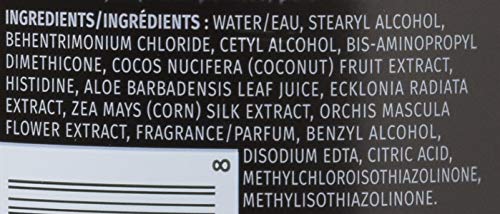 INGREDIENTS/INGRÉDIENTS : WATER/EAU, STEARYL ALCOHOL,
BEHENTRIMONIUM CHLORIDE, CETYL ALCOHOL, BIS-AMINOPROPYL
DIMETHICONE, COCOS NUCIFERA (COCONUT) FRUIT EXTRACT,
HISTIDINE, ALOE BARBADENSIS LEAF JUICE, ECKLONIA RADIATA
EXTRACT, ZEA MAYS (CORN) SILK EXTRACT, ORCHIS MASCULA
FLOWER EXTRACT, FRAGRANCE/PARFUM, BENZYL ALCOHOL,
DISODIUM EDTA, CITRIC ACID,
METHYLCHLOROISOTHIAZOLINONE,
METHYLISOTHIAZOLINONE.
8